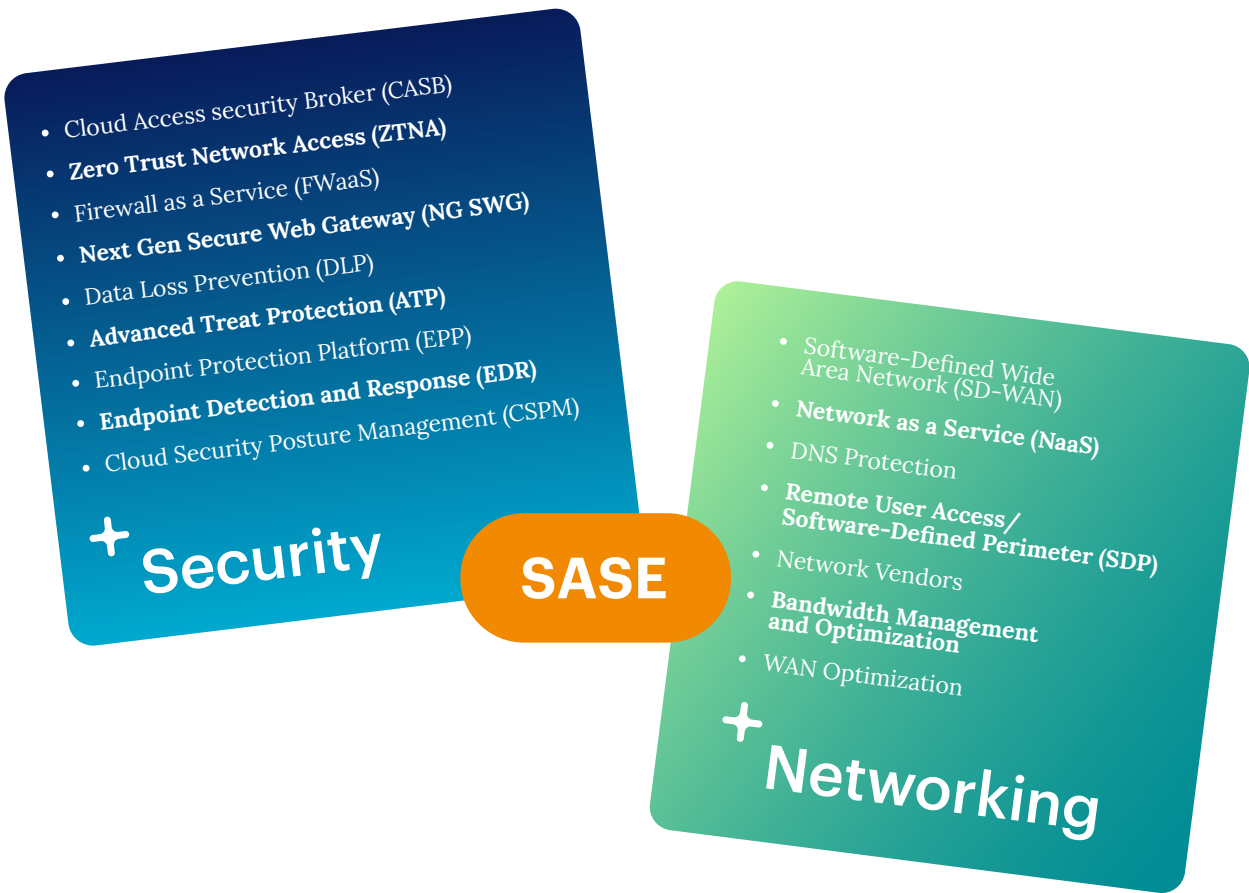 • Cloud Access security Broker (CASB)
• Zero Trust Network Access (ZTNA)
• Firewall as a Service (FWaaS)
• Next Gen Secure Web Gateway (NG SWG)
• Data Loss Prevention (DLP)
• Advanced Treat Protection (ATP)
• Endpoint Protection Platform (EPP)
• Endpoint Detection and Response (EDR)
• Cloud Security Posture Management (CSPM)
Security
SASE
• Software-Defined Wide
Area Network (SD-WAN)
• Network as a Service (NaaS)
• DNS Protection
• Remote User Access/
Software-Defined Perimeter (SDP)
• Network Vendors
• Bandwidth Management
and Optimization
• WAN Optimization
Networking